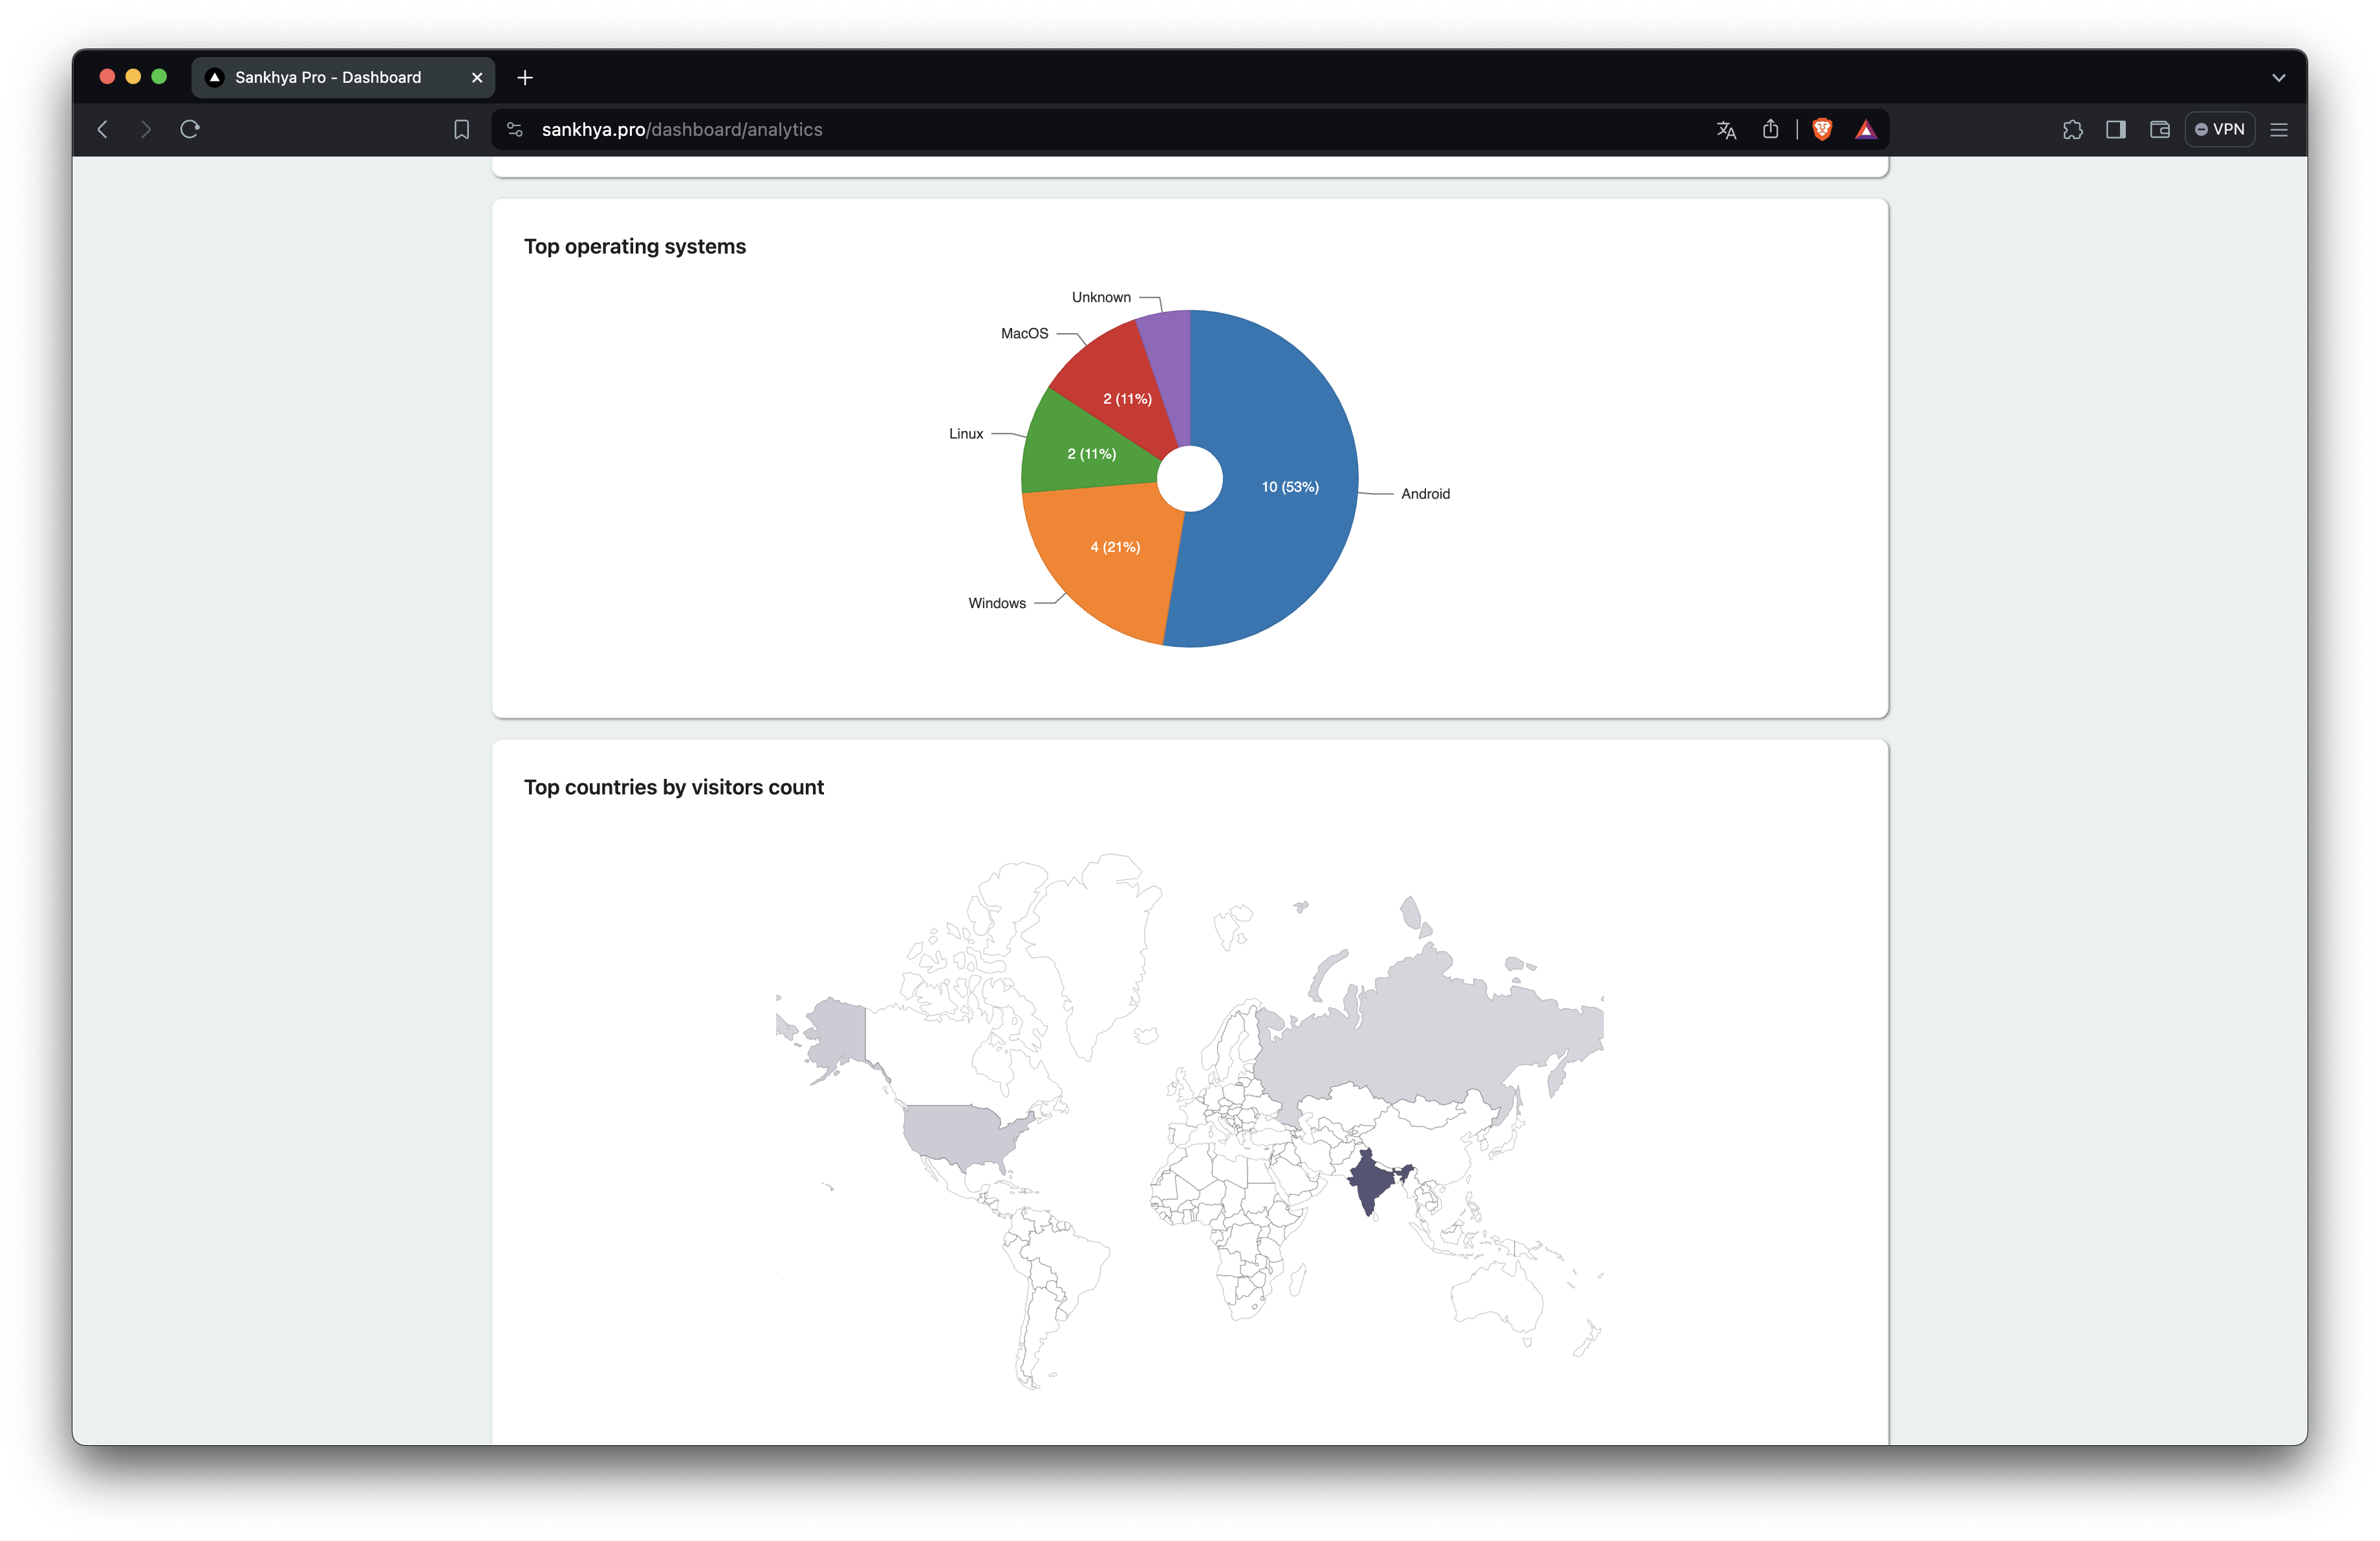 Sankhya Pro - Dashboard
sankhya.pro/dashboard/analytics
VPN
Top operating systems
Unknown
MacOS
2 (11%)
Linux
2 (11%)
10 (53%)
Android
4 (21%)
Windows
Top countries by visitors count